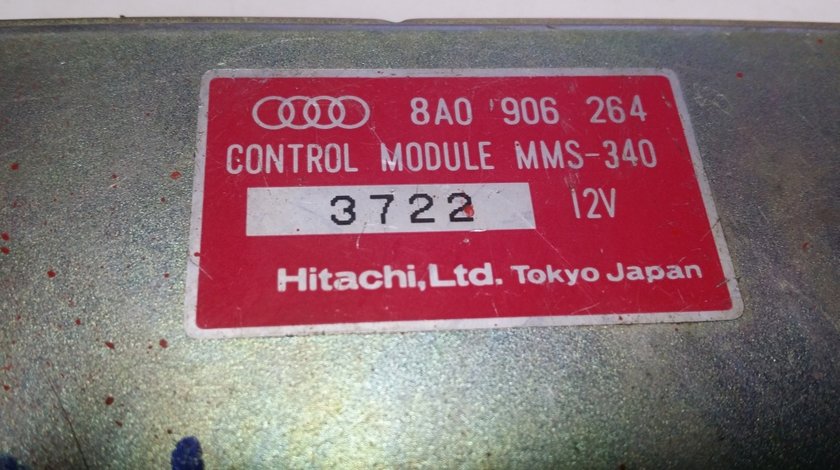 8A0 906 264
CONTROL MODULE MMS-340
3722 12V
Hitachi,Ltd. Tokyo Japan